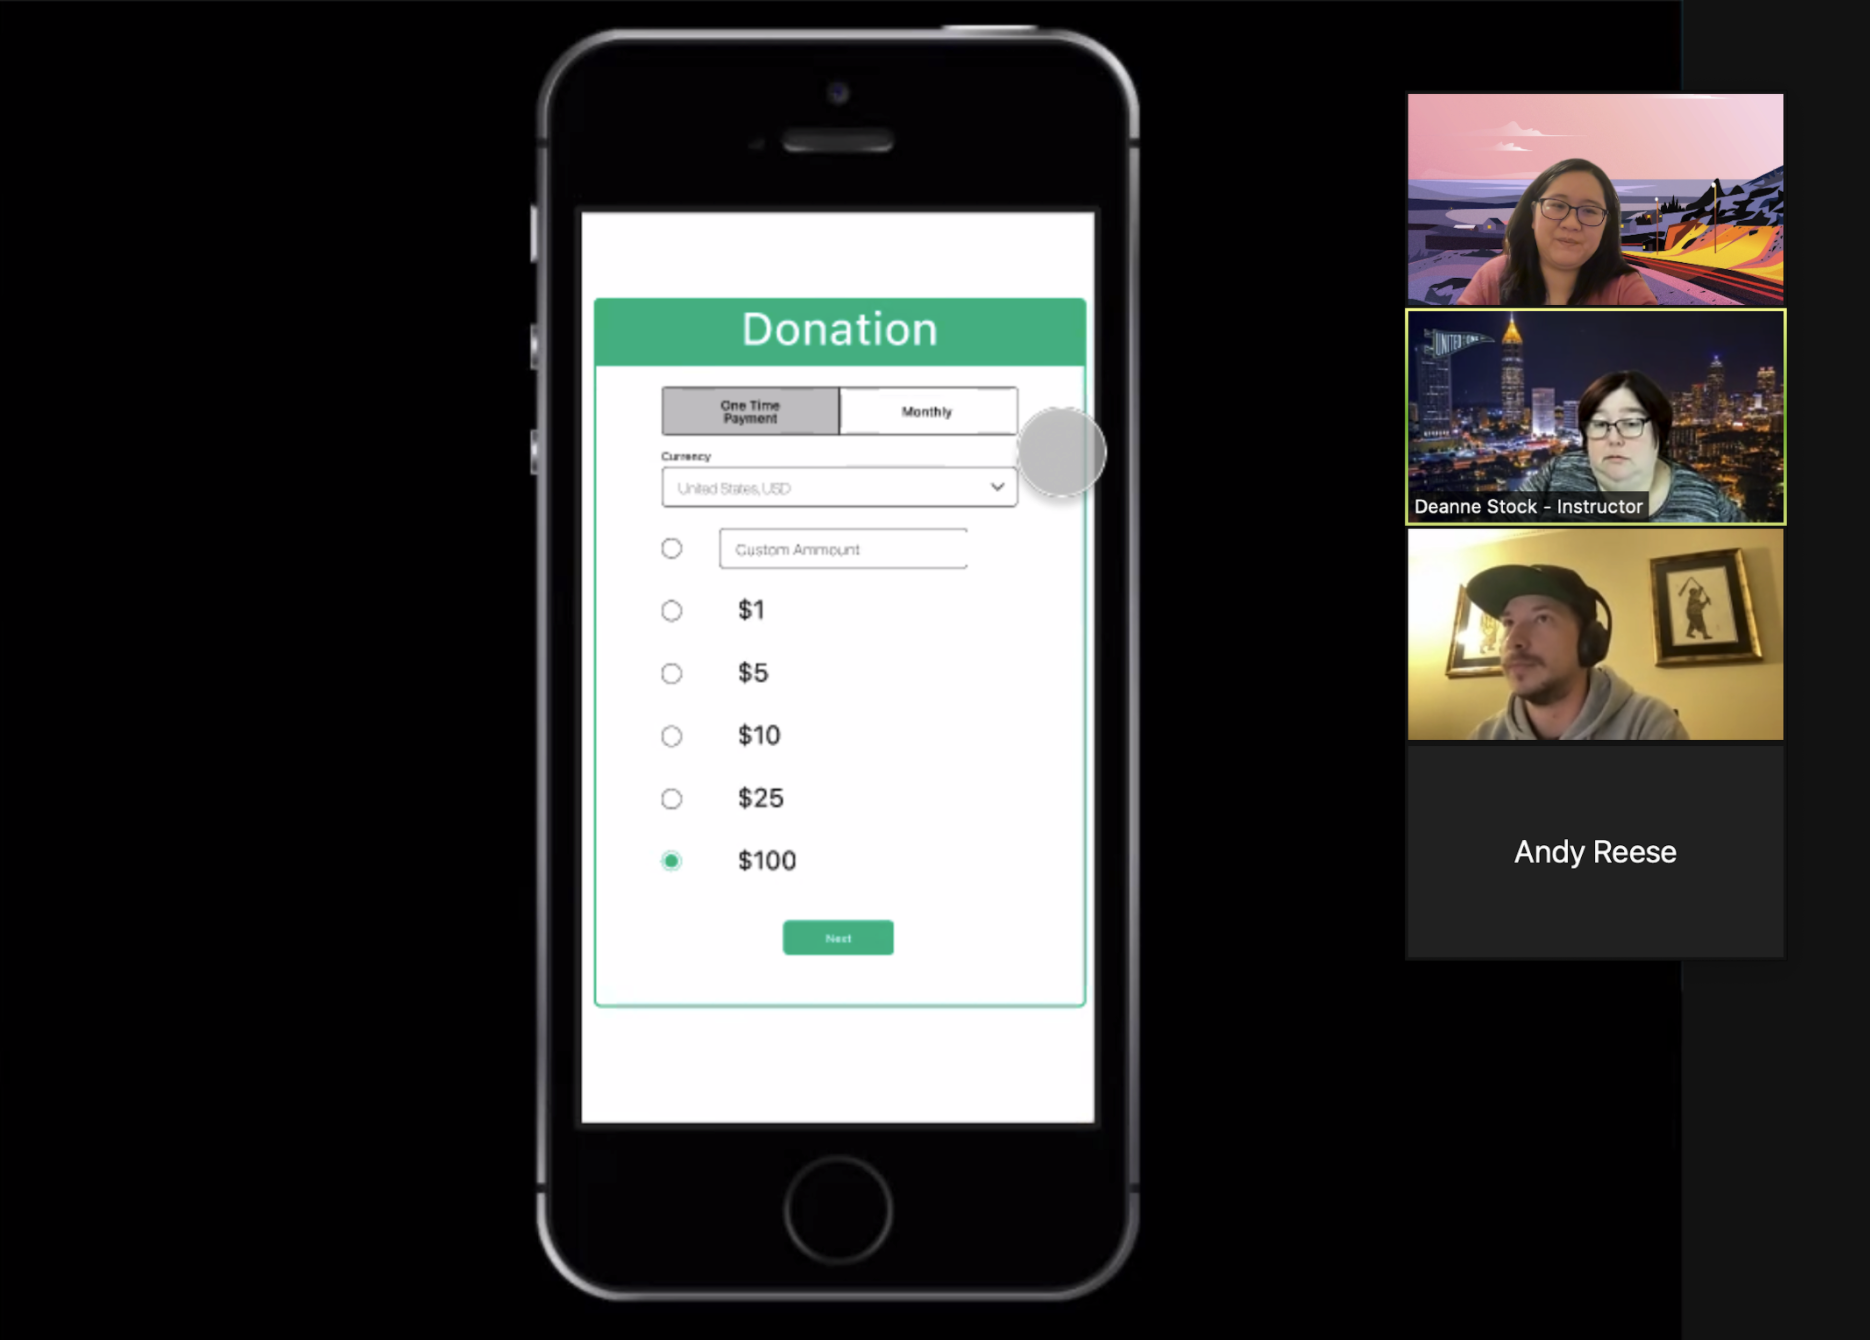 Donation
One Time
Payment
Monthly
Currency
United States, USD
Custom Ammount
$1
$5
$10
$25
$100
Next
UNITED
Deanne Stock - Instructor
Andy Reese